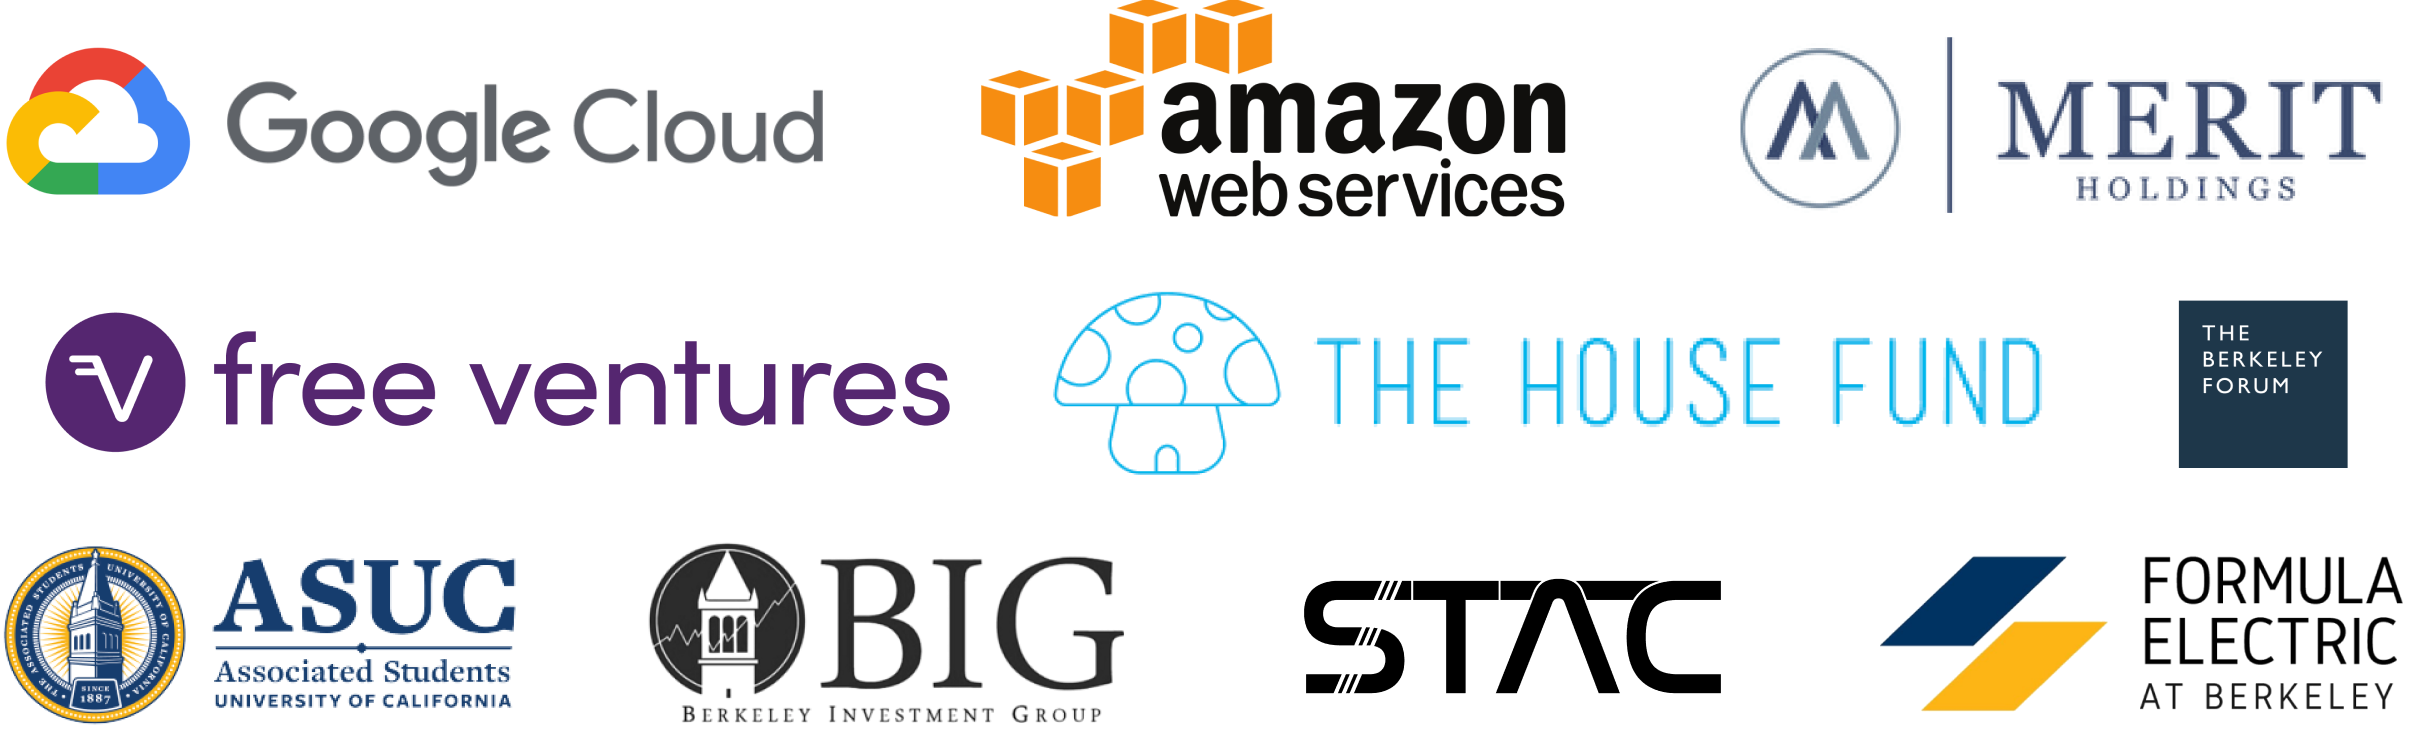 Google Cloud
amazon
web services
MERIT
HOLDINGS
free ventures
THE HOUSE FUND
THE
BERKELEY
FORUM
THE ASSOCIATED STUDENTS UNIVERSITY OF CALIFORNIA
SINCE
1887
ASUC
Associated Students
UNIVERSITY OF CALIFORNIA
BIG
BERKELEY INVESTMENT GROUP
STAC
FORMULA
ELECTRIC
AT BERKELEY